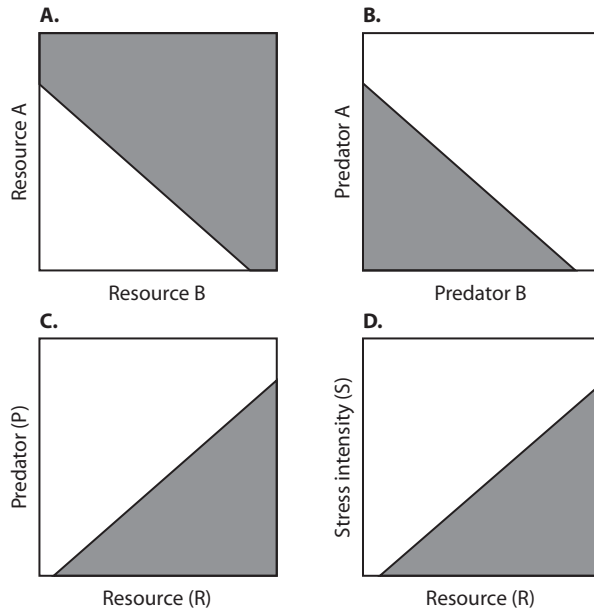 A.
Resource A
Resource B
B.
Predator A
Predator B
C.
Predator (P)
Resource (R)
D.
Stress intensity (S)
Resource (R)